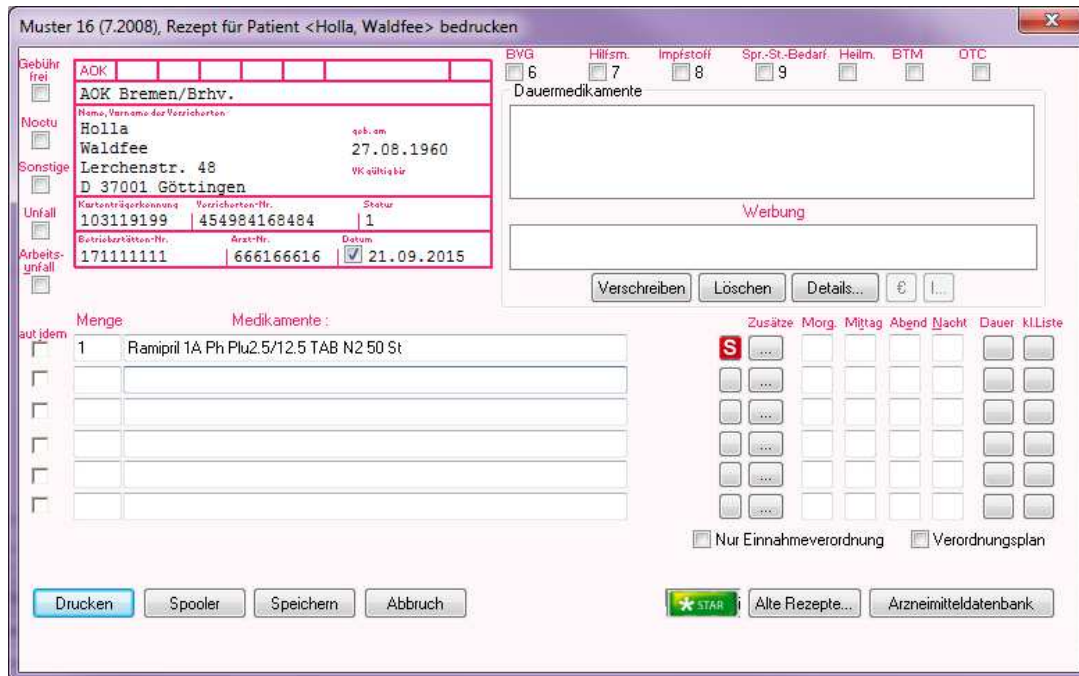 Muster 16 (7.2008), Rezept für Patient <Holla, Waldfee> bedrucken
Gebühr frei
Noctu
Sonstige
Unfall
Arbeits-unfall
AOK
AOK Bremen/Brhv.
Name, Vorname des Versicherten
Holla
geb. am
Waldfee
27.08.1960
Lerchenstr. 48
VK gültig bis
D 37001 Göttingen
Kostenträgerkennung Versicherten-Nr. Status
103119199 454984168484 1
Betriebsstätten-Nr. Arzt-Nr. Datum
171111111 666166616 21.09.2015
BVG Hilfsm. Impfstoff Spr.-St.-Bedarf Heilm. BTM OTC
6 7 8 9
Dauermedikamente
Werbung
Verschreiben Löschen Details... € I...
aut idem Menge Medikamente : Zusätze Morg. Mittag Abend Nacht Dauer kl.Liste
1 Ramipril 1A Ph Plu2.5/12.5 TAB N2 50 St S ...
...
...
...
...
...
Nur Einnahmeverordnung Verordnungsplan
Drucken Spooler Speichern Abbruch STAR i Alte Rezepte... Arzneimitteldatenbank